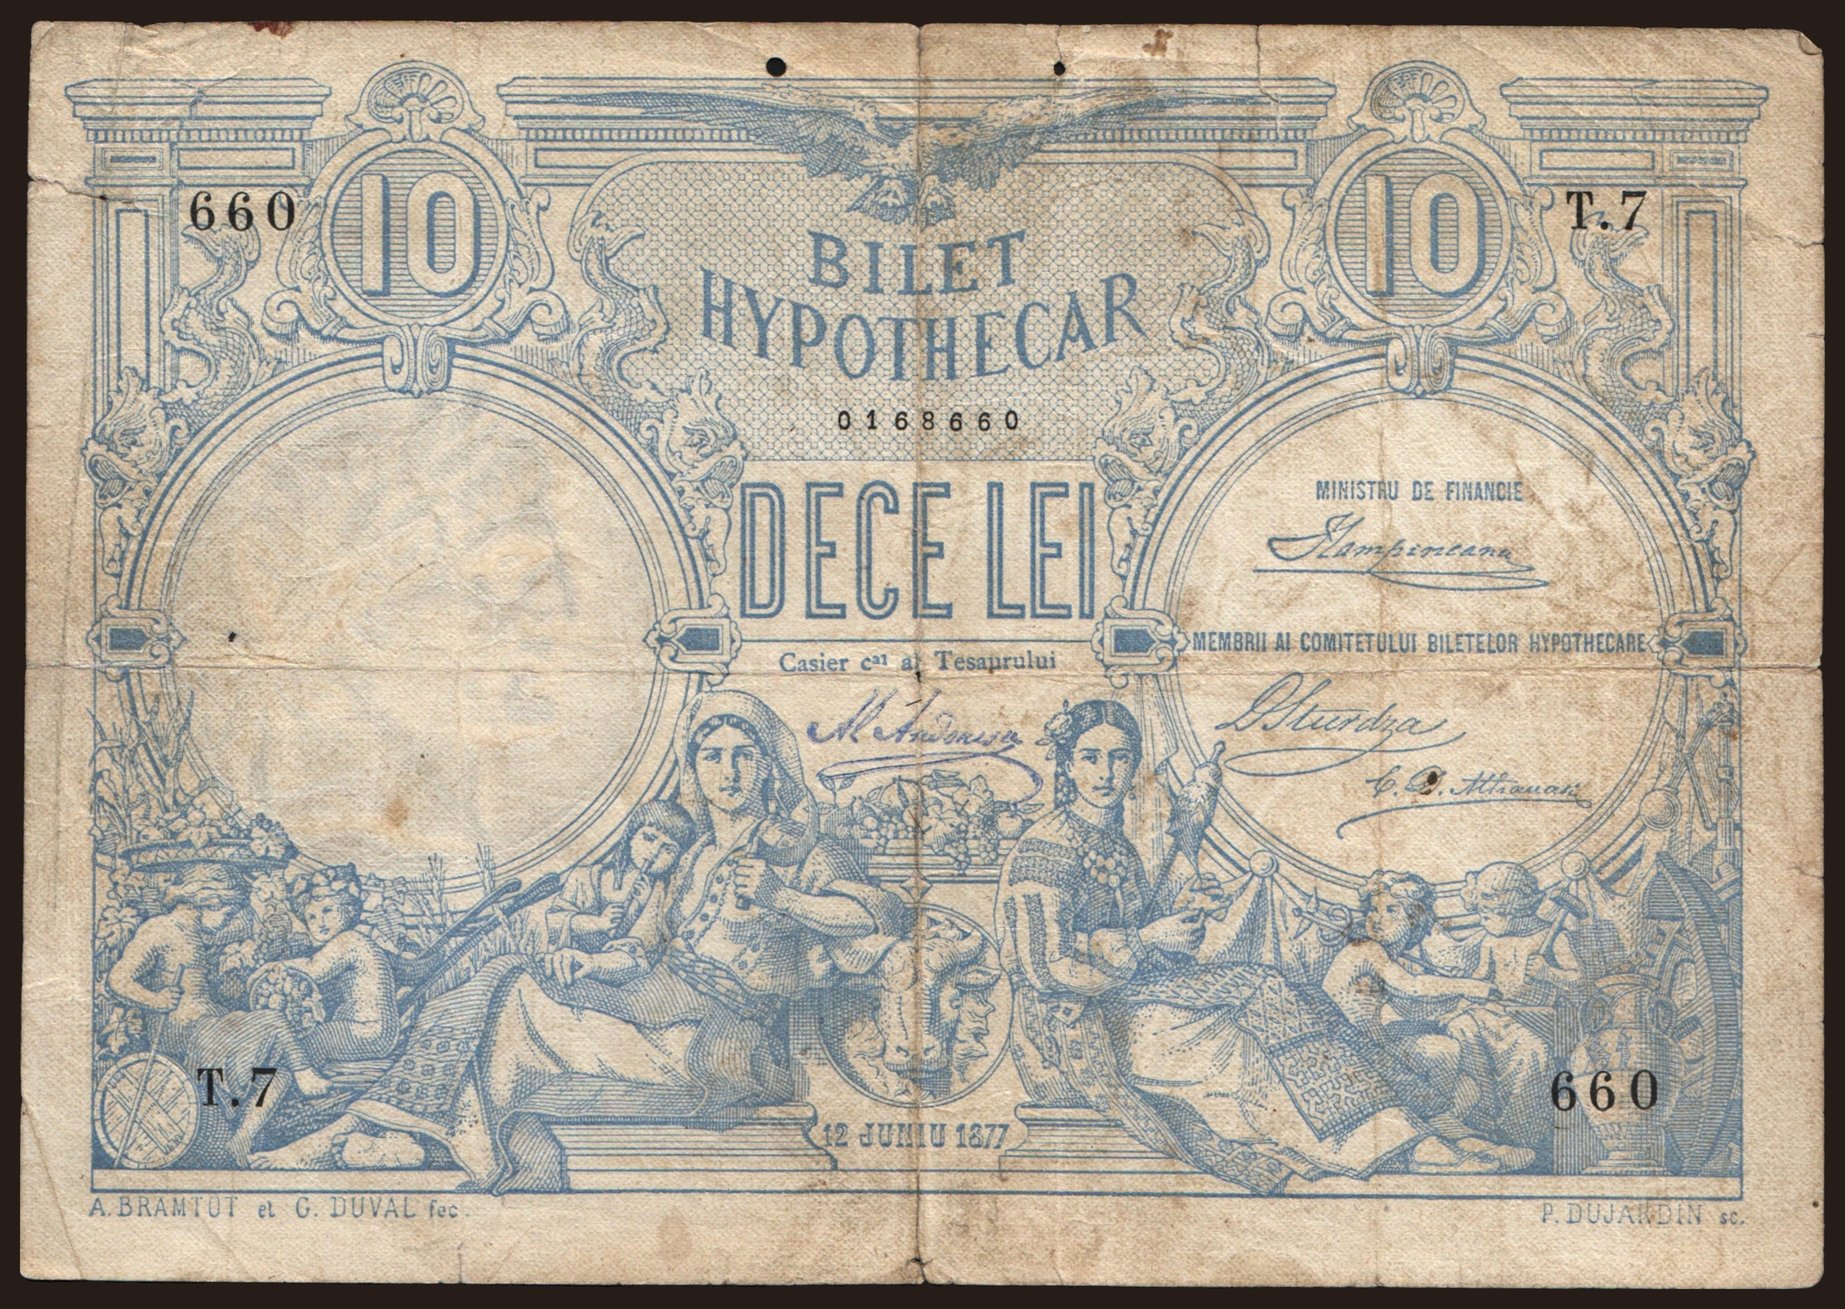 10
10
660
T.7
BILET
HYPOTHECAR
0168660
DECE LEI
MINISTRU DE FINANCIE
MEMBRII AI COMITETULUI BILETELOR HYPOTHECARE
Casier cal al Tesaurului
DSturdza
T.7
660
12 JUNIU 1877
A. BRAMTOT et G. DUVAL fec.
P. DUJARDIN sc.